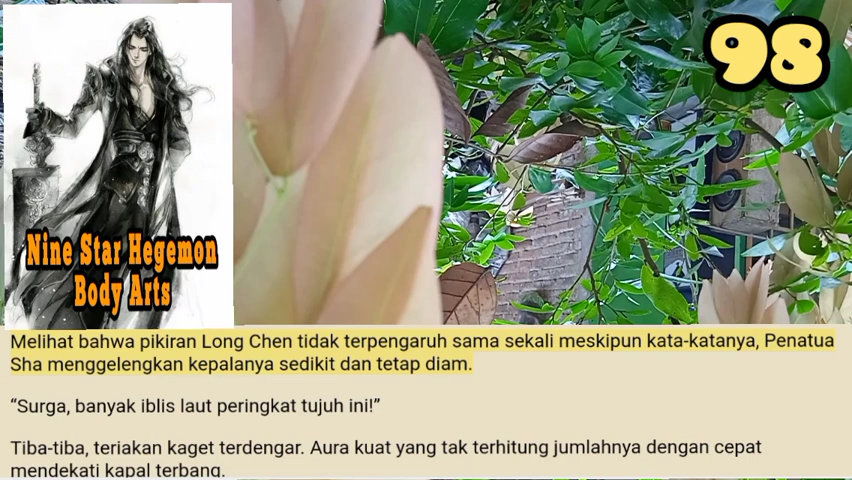 98
Nine Star Hegemon
Body Arts
Melihat bahwa pikiran Long Chen tidak terpengaruh sama sekali meskipun kata-katanya, Penatua
Sha menggelengkan kepalanya sedikit dan tetap diam.
“Surga, banyak iblis laut peringkat tujuh ini!”
Tiba-tiba, teriakan kaget terdengar. Aura kuat yang tak terhitung jumlahnya dengan cepat
mendekati kapal terbang.